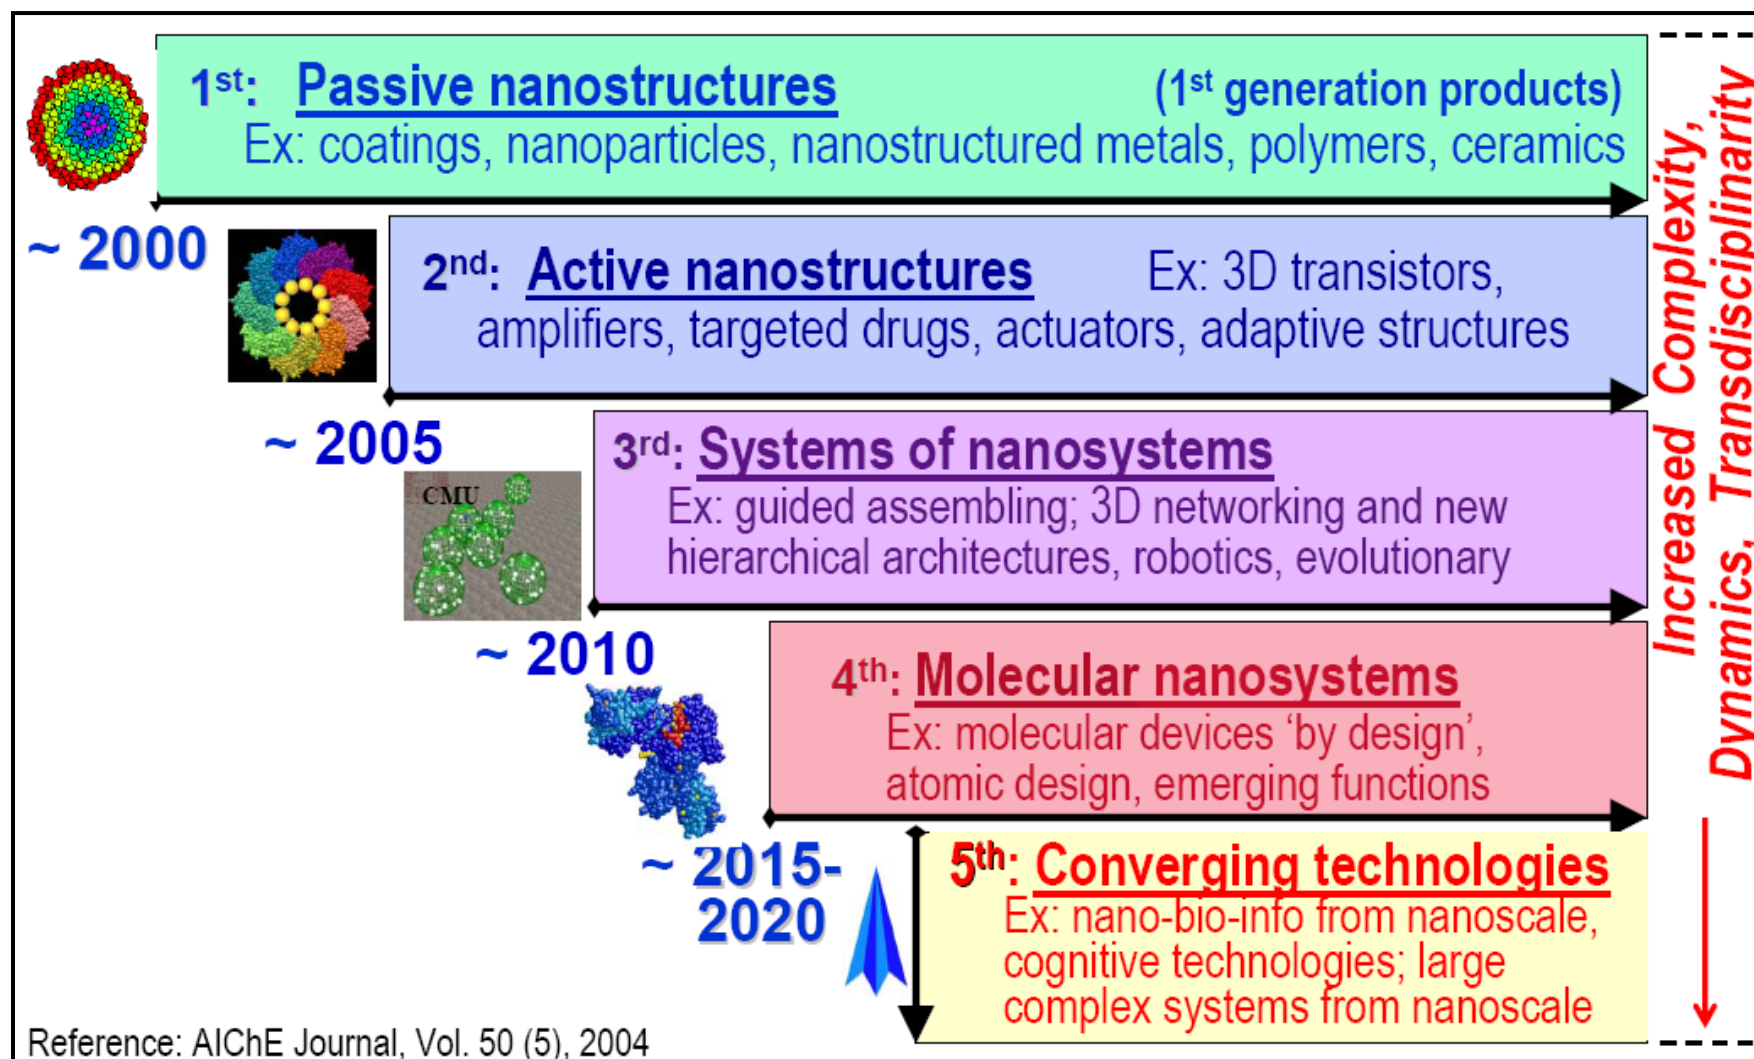 1st: Passive nanostructures (1st generation products)
Ex: coatings, nanoparticles, nanostructured metals, polymers, ceramics
~ 2000
2nd: Active nanostructures Ex: 3D transistors,
amplifiers, targeted drugs, actuators, adaptive structures
~ 2005
3rd: Systems of nanosystems
Ex: guided assembling; 3D networking and new
hierarchical architectures, robotics, evolutionary
CMU
~ 2010
4th: Molecular nanosystems
Ex: molecular devices ‘by design’,
atomic design, emerging functions
~ 2015-
2020
5th: Converging technologies
Ex: nano-bio-info from nanoscale,
cognitive technologies; large
complex systems from nanoscale
Increased Complexity,
Dynamics, Transdisciplinarity
Reference: AIChE Journal, Vol. 50 (5), 2004